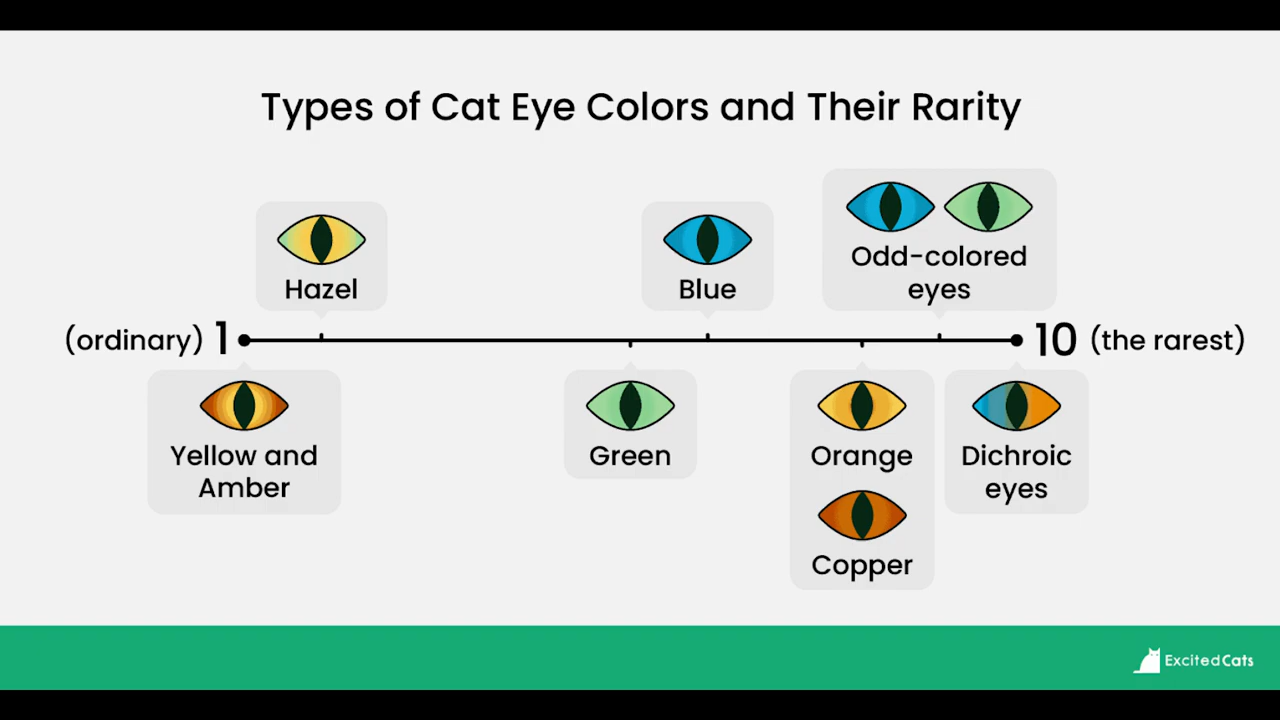 Types of Cat Eye Colors and Their Rarity
Hazel
Blue
Odd-colored
eyes
(ordinary) 1
10 (the rarest)
Yellow and
Amber
Green
Orange
Copper
Dichroic
eyes
ExcitedCats